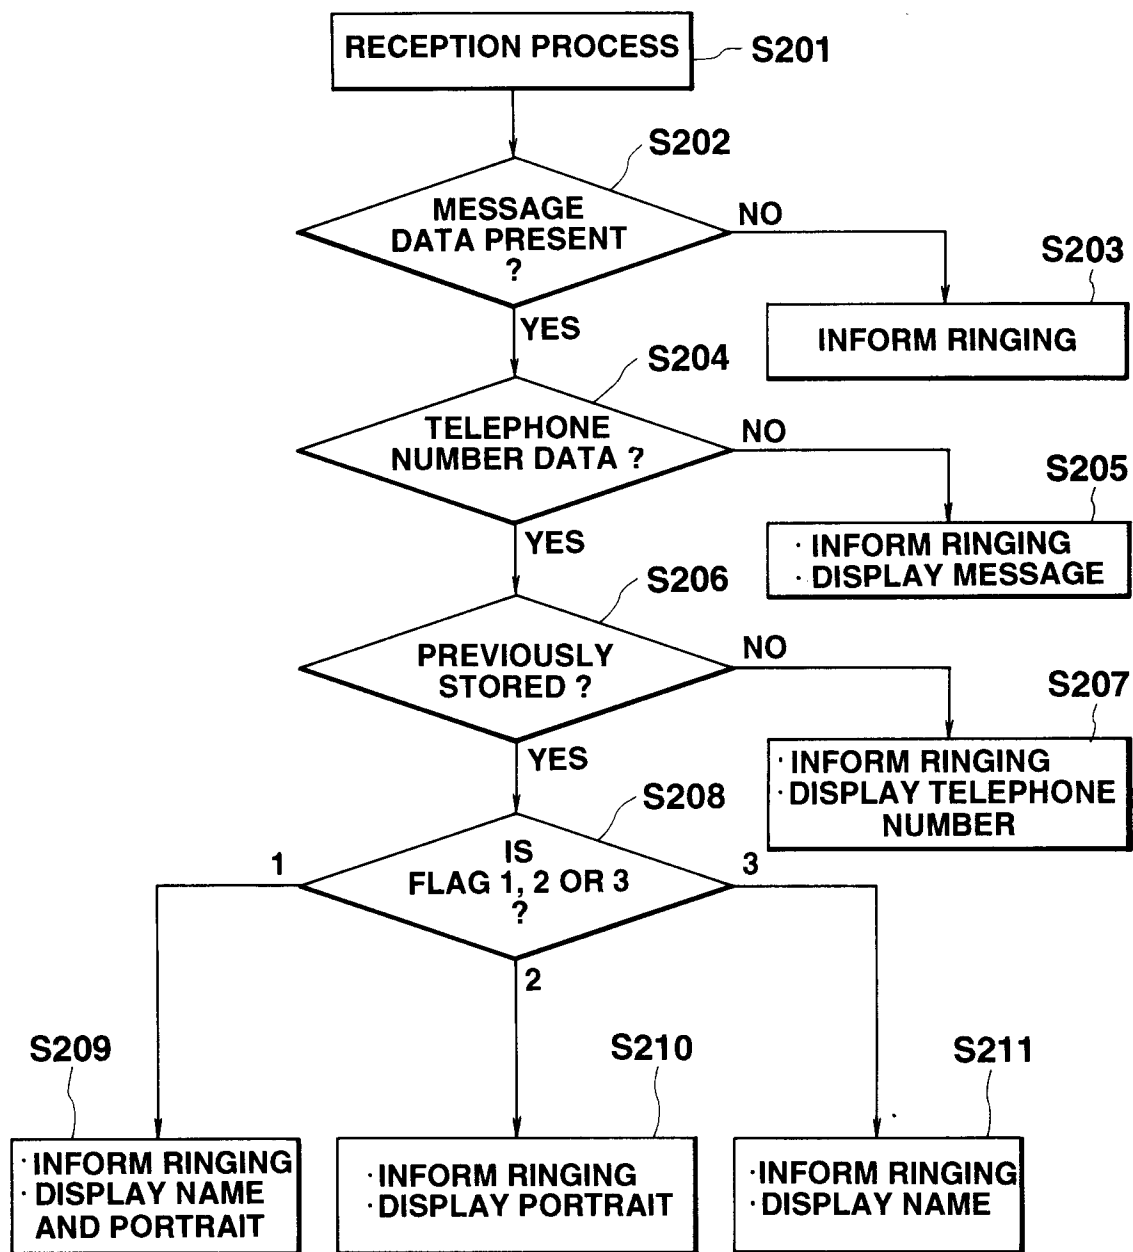 RECEPTION PROCESS
S201
S202
MESSAGE
DATA PRESENT
?
NO
YES
S203
INFORM RINGING
S204
TELEPHONE
NUMBER DATA ?
NO
YES
S205
· INFORM RINGING
· DISPLAY MESSAGE
S206
PREVIOUSLY
STORED ?
NO
YES
S207
· INFORM RINGING
· DISPLAY TELEPHONE
NUMBER
S208
IS
FLAG 1, 2 OR 3
?
1
2
3
S209
· INFORM RINGING
· DISPLAY NAME
AND PORTRAIT
S210
· INFORM RINGING
· DISPLAY PORTRAIT
S211
· INFORM RINGING
· DISPLAY NAME